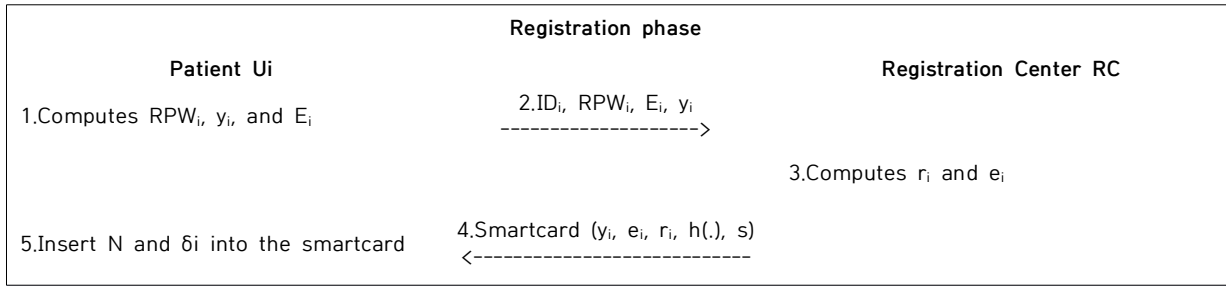 Registration phase
Patient Ui
Registration Center RC
1.Computes RPWᵢ, yᵢ, and Eᵢ
2.IDᵢ, RPWᵢ, Eᵢ, yᵢ
-------------------->
3.Computes rᵢ and eᵢ
4.Smartcard (yᵢ, eᵢ, rᵢ, h(.), s)
5.Insert N and δi into the smartcard
<----------------------------